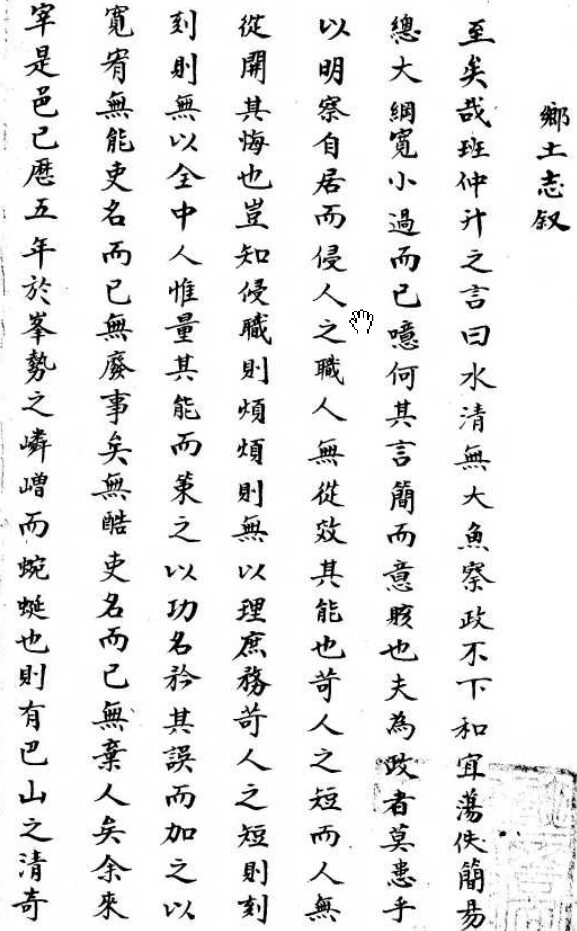 鄉土志叙
至矣哉班仲升之言曰水清無大魚察政不下和宜蕩佚簡易
總大綱寛小過而已噫何其言簡而意賅也夫為政者莫患乎
以明察自居而侵人之職人無從效其能也苛人之短而人無
從開其悔也豈知侵職則煩煩則無以理庶務苛人之短則刻
刻則無以全中人惟量其能而策之以功名矜其誤而加之以
寬宥無能吏名而已無廢事矣無酷吏名而已無棄人矣余來
宰是邑已歷五年於峯勢之嶙嶒而蜿蜒也則有巴山之清奇